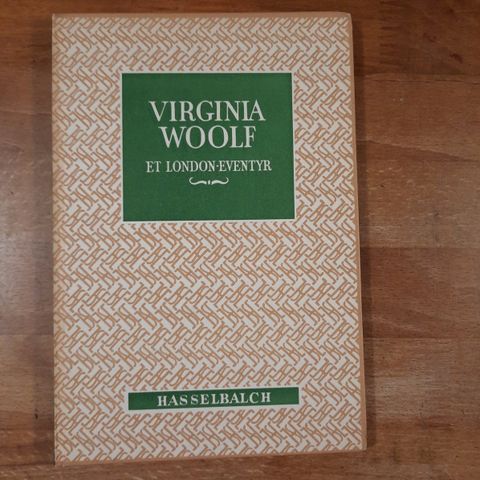 VIRGINIA
WOOLF
ET LONDON-EVENTYR
HASSELBALCH